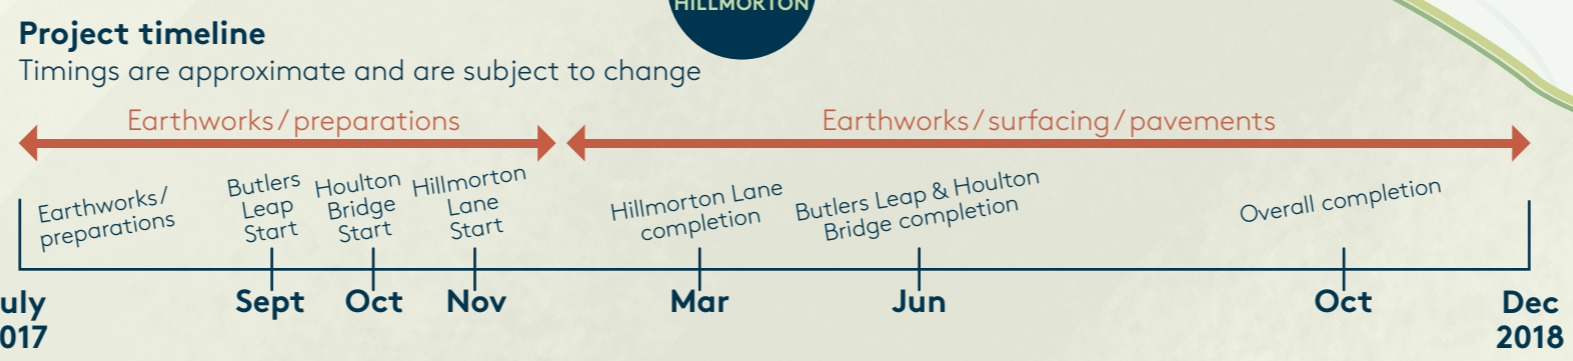 HILLMORTON
Project timeline
Timings are approximate and are subject to change
Earthworks/preparations
Earthworks/surfacing/pavements
Earthworks/
preparations
Butlers
Leap
Start
Houlton
Bridge
Start
Hillmorton
Lane
Start
Hillmorton Lane
completion
Butlers Leap & Houlton
Bridge completion
Overall completion
uly
017
Sept
Oct
Nov
Mar
Jun
Oct
Dec
2018